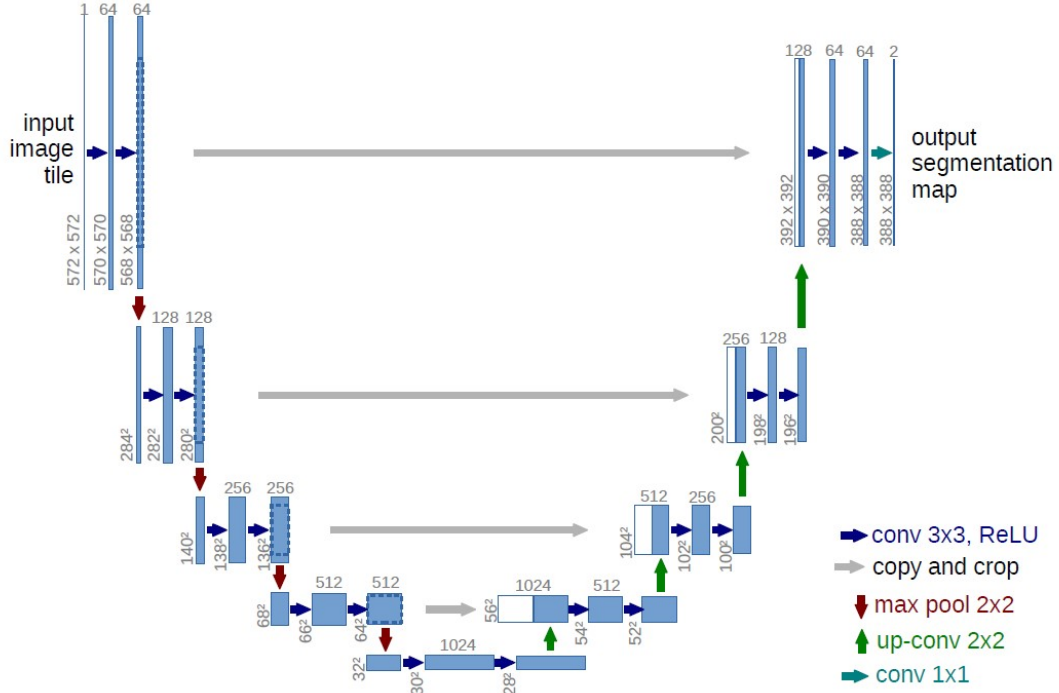 1 64 64
input
image
tile
572 x 572
570 x 570
568 x 568
128 64 64 2
output
segmentation
map
392 x 392
390 x 390
388 x 388
388 x 388
128 128
284²
282²
280²
256 128
200²
198²
196²
256 256
140²
138²
136²
512 256
104²
102²
100²
512 512
68²
66²
64²
1024 512
56²
54²
52²
1024
32²
30²
28²
conv 3x3, ReLU
copy and crop
max pool 2x2
up-conv 2x2
conv 1x1